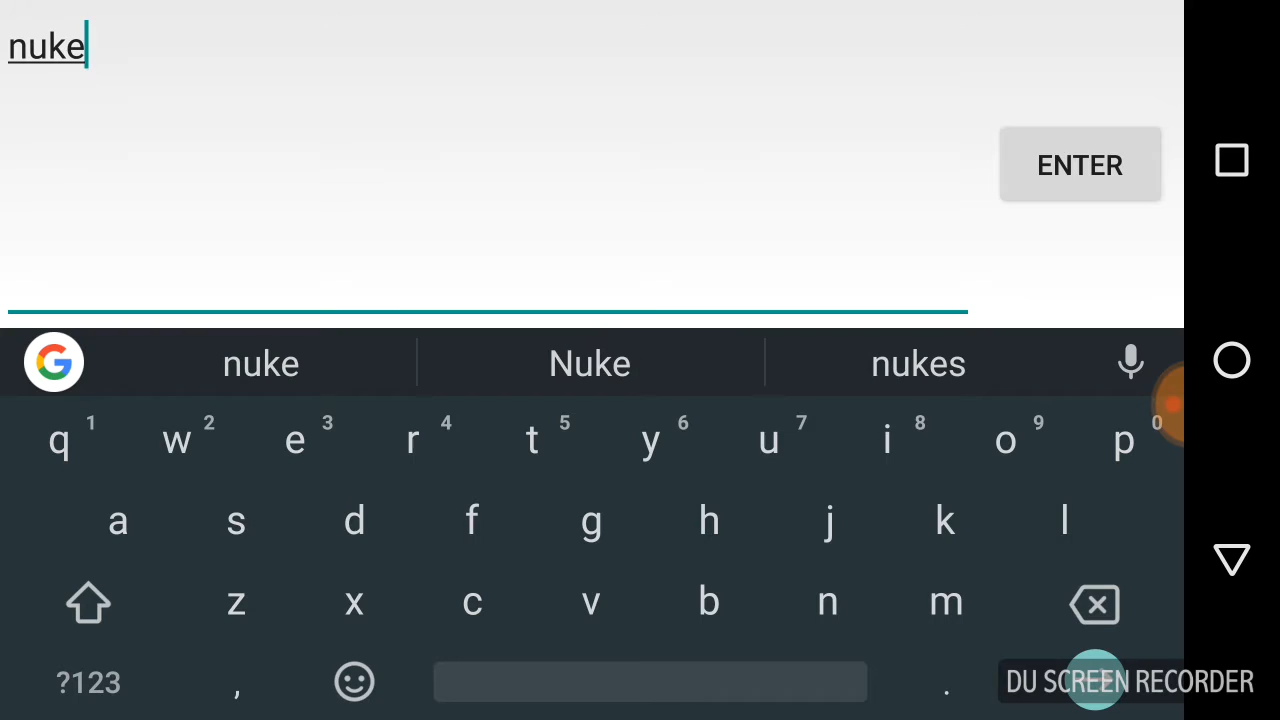 nuke
ENTER
nuke Nuke nukes
q 1 w 2 e 3 r 4 t 5 y 6 u 7 i 8 o 9 p 0
a s d f g h j k l
z x c v b n m
?123 , .
DU SCREEN RECORDER